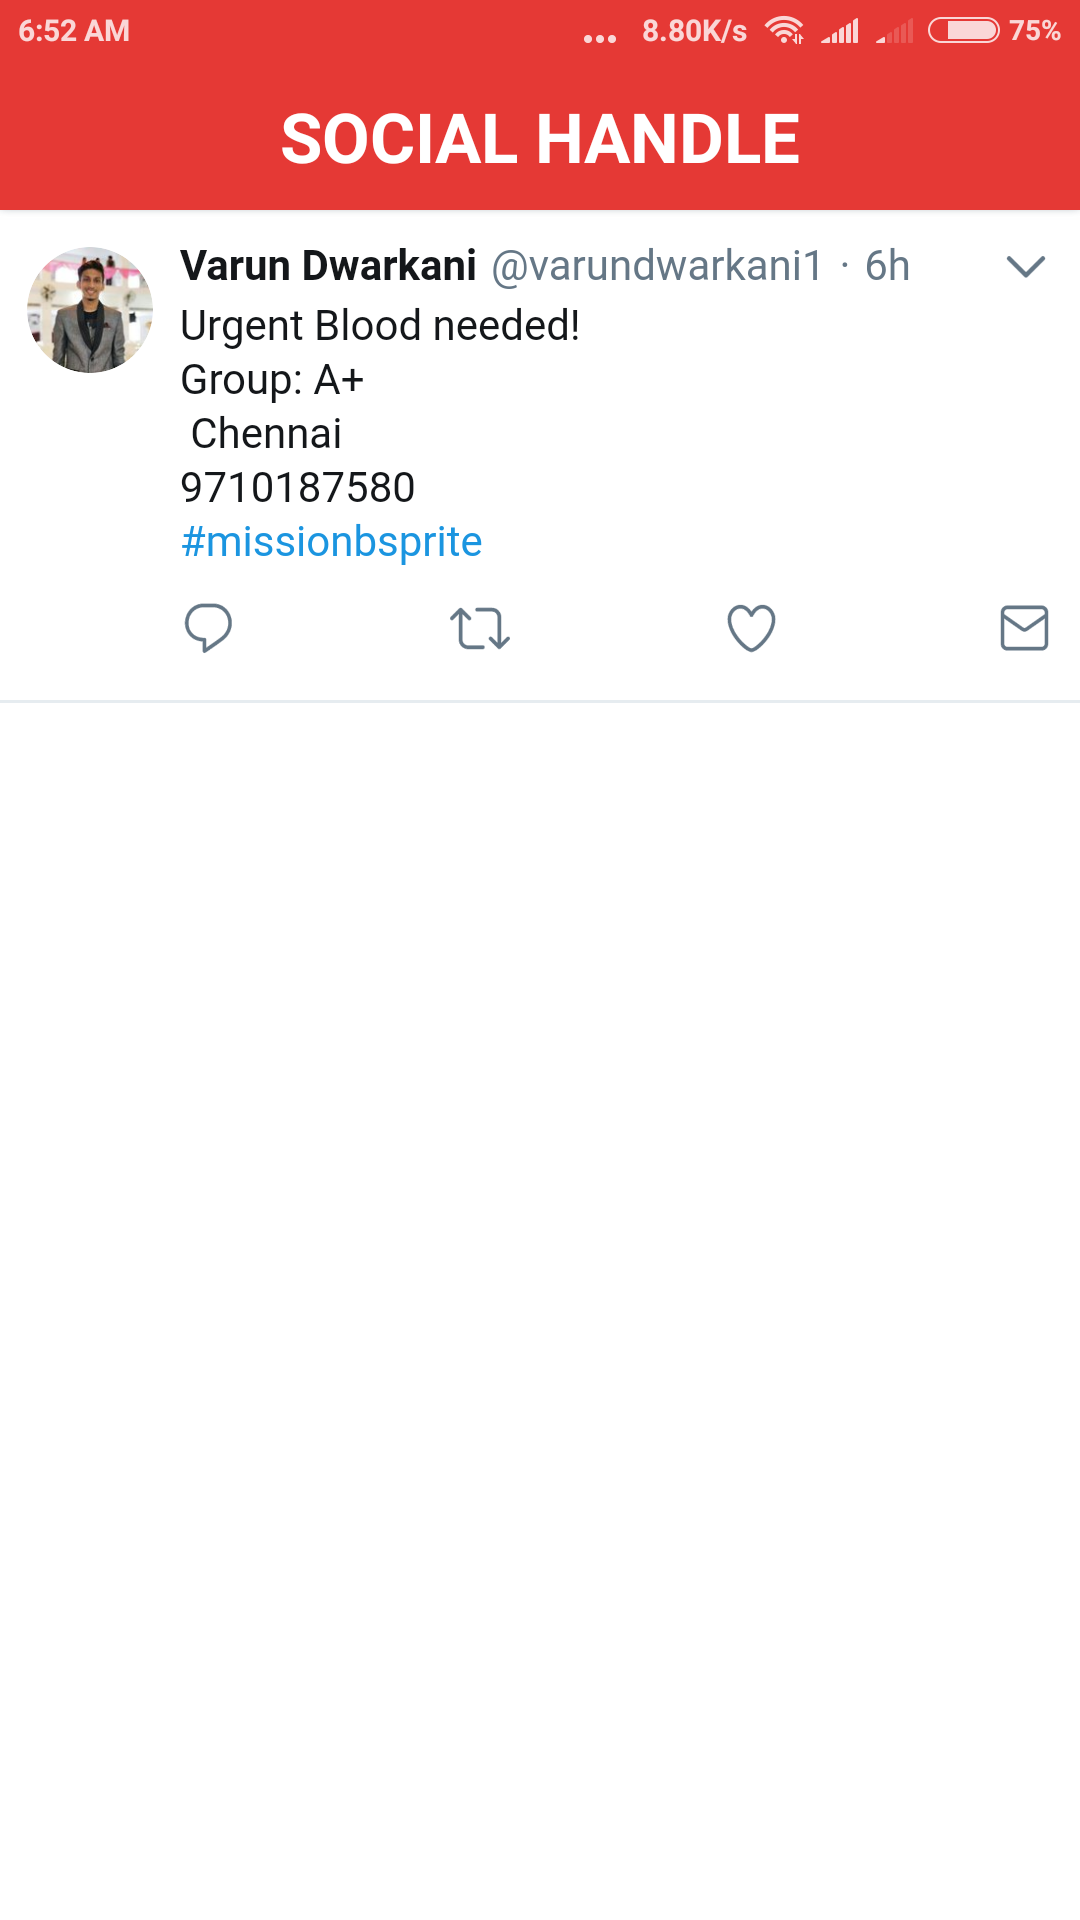 6:52 AM ... 8.80K/s 75%
SOCIAL HANDLE
Varun Dwarkani @varundwarkani1 · 6h
Urgent Blood needed!
Group: A+
Chennai
9710187580
#missionbsprite